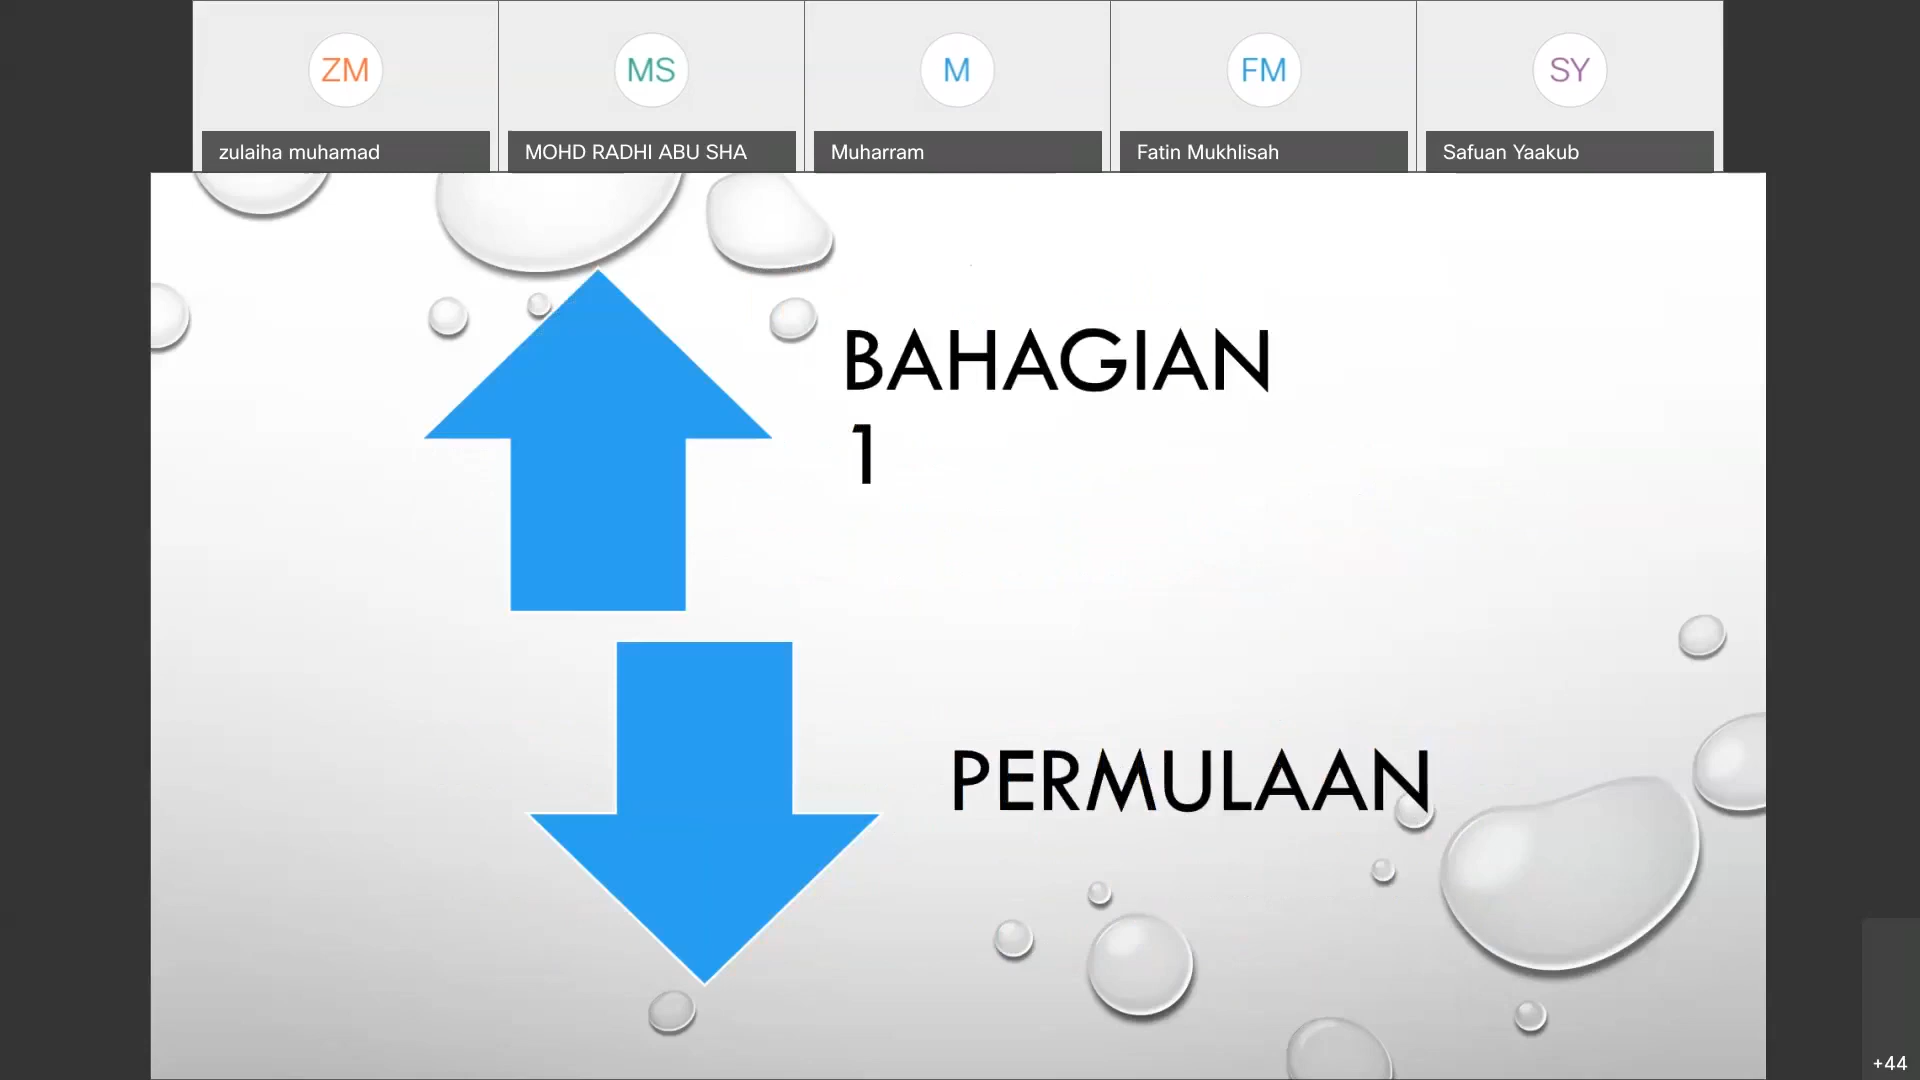 ZM
MS
M
FM
SY
zulaiha muhamad
MOHD RADHI ABU SHA
Muharram
Fatin Mukhlisah
Safuan Yaakub
BAHAGIAN
1
PERMULAAN
+44